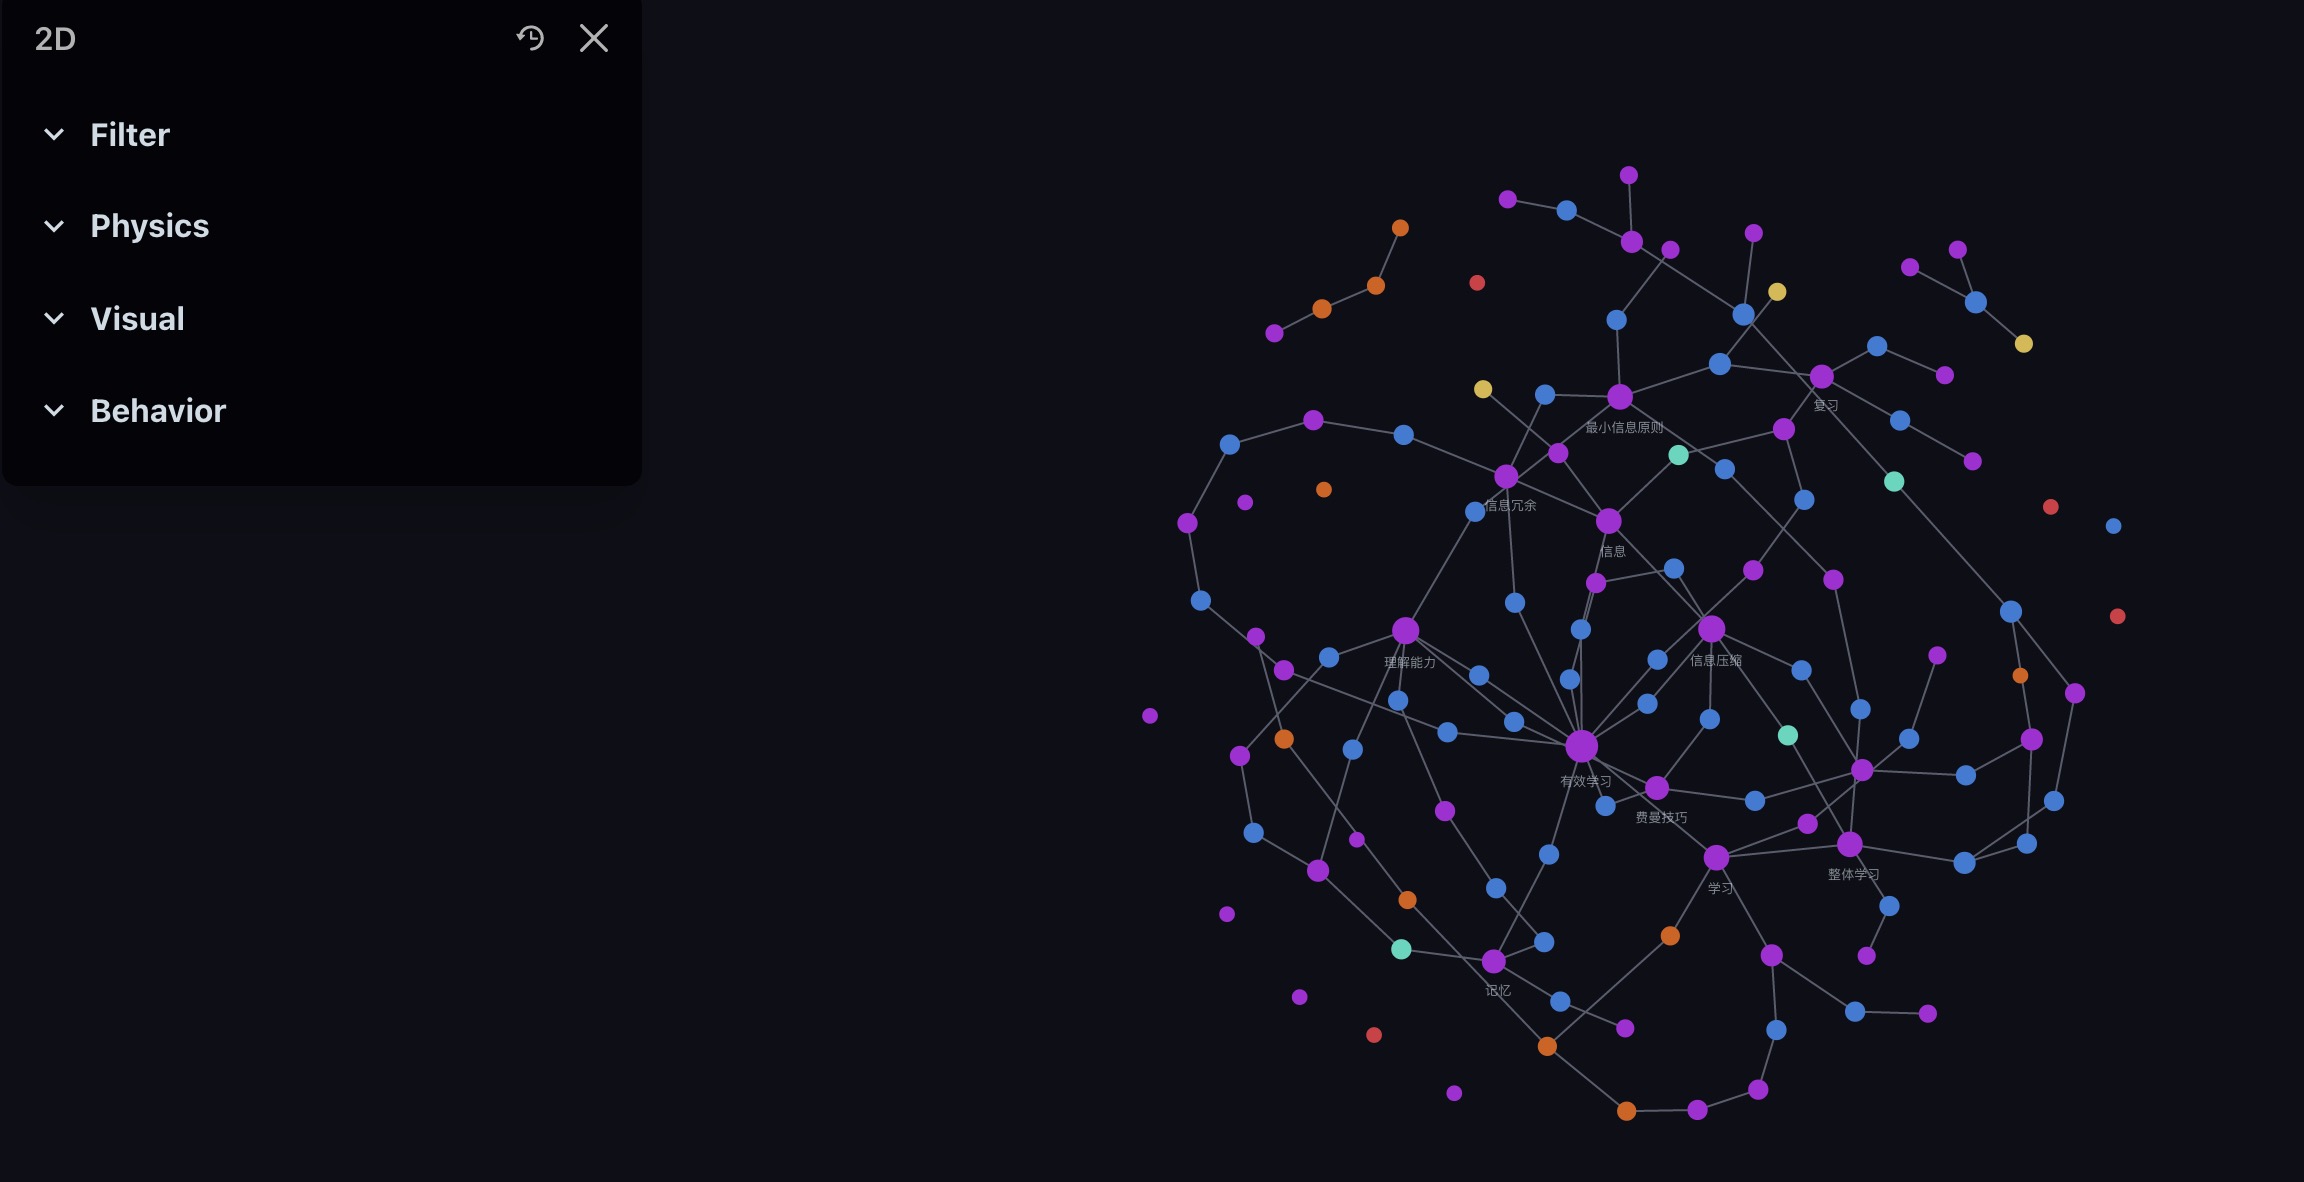 2D
Filter
Physics
Visual
Behavior
复习
最小信息原则
信息冗余
信息
理解能力
信息压缩
有效学习
费曼技巧
整体学习
学习
记忆